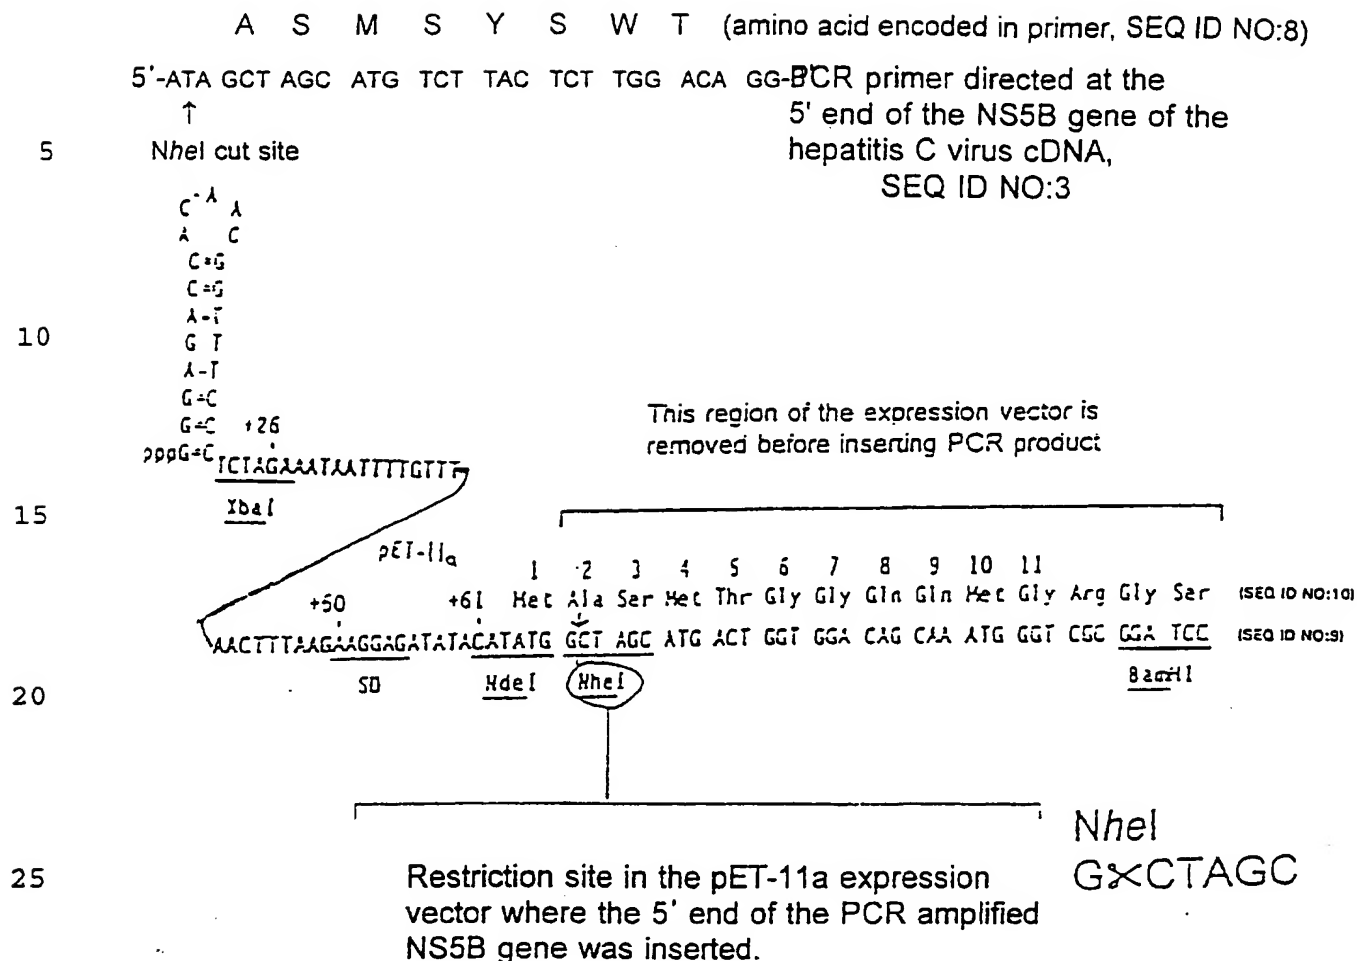 A S M S Y S W T (amino acid encoded in primer, SEQ ID NO:8)
5'-ATA GCT AGC ATG TCT TAC TCT TGG ACA GG-3'
PCR primer directed at the
↑
5' end of the NS5B gene of the
5
NheI cut site
hepatitis C virus cDNA,
SEQ ID NO:3
C-A A
A C
C=G
C=G
A-T
10
G T
A-T
G=C
This region of the expression vector is
G=C +26
removed before inserting PCR product
pppG=C TCTAGAAATAATTTTGTTT
XbaI
15
pET-11a
1 2 3 4 5 6 7 8 9 10 11
+50 +61 Met Ala Ser Met Thr Gly Gly Gln Gln Met Gly Arg Gly Ser (SEQ ID NO:10)
AACTTTAAGAAGGAGATATACATATG GCT AGC ATG ACT GGT GGA CAG CAA ATG GGT CGC GGA TCC (SEQ ID NO:9)
SD NdeI NheI BamHI
20
NheI
G✂CTAGC
25
Restriction site in the pET-11a expression
vector where the 5' end of the PCR amplified
NS5B gene was inserted.